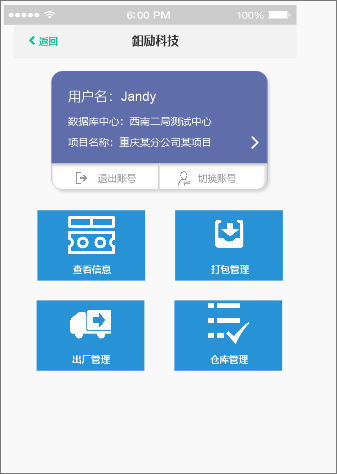 6:00 PM
100%
返回
鉬励科技
用户名：Jandy
数据库中心：西南二局测试中心
项目名称：重庆某分公司某项目
退出账号
切换账号
查看信息
打包管理
出厂管理
仓库管理